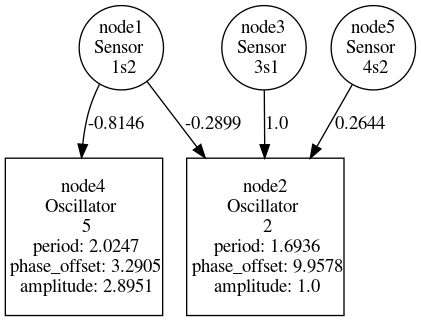 node1
Sensor
1s2
node3
Sensor
3s1
node5
Sensor
4s2
-0.8146
-0.2899
1.0
0.2644
node4
Oscillator
5
period: 2.0247
phase_offset: 3.2905
amplitude: 2.8951
node2
Oscillator
2
period: 1.6936
phase_offset: 9.9578
amplitude: 1.0